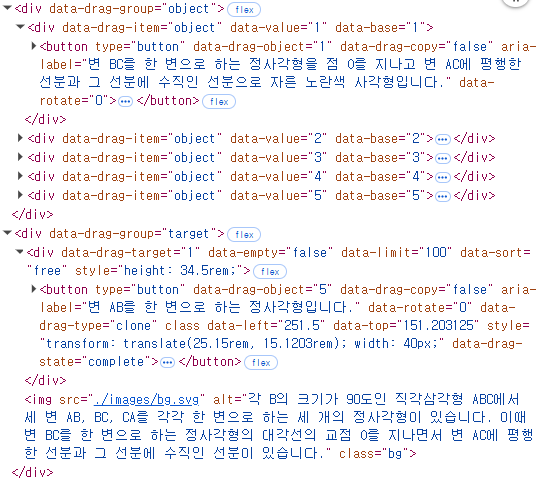 ▼<div data-drag-group="object"> flex
▼<div data-drag-item="object" data-value="1" data-base="1">
▶<button type="button" data-drag-object="1" data-drag-copy="false" aria-
label="변 BC를 한 변으로 하는 정사각형을 점 O를 지나고 변 AC에 평행한
선분과 그 선분에 수직인 선분으로 자른 노란색 사각형입니다." data-
rotate="0">⋯</button> flex
</div>
▶<div data-drag-item="object" data-value="2" data-base="2">⋯</div>
▶<div data-drag-item="object" data-value="3" data-base="3">⋯</div>
▶<div data-drag-item="object" data-value="4" data-base="4">⋯</div>
▶<div data-drag-item="object" data-value="5" data-base="5">⋯</div>
</div>
▼<div data-drag-group="target"> flex
▼<div data-drag-target="1" data-empty="false" data-limit="100" data-sort=
"free" style="height: 34.5rem;"> flex
▶<button type="button" data-drag-object="5" data-drag-copy="false" aria-
label="변 AB를 한 변으로 하는 정사각형입니다." data-rotate="0" data-
drag-type="clone" class data-left="251.5" data-top="151.203125" style=
"transform: translate(25.15rem, 15.1203rem); width: 40px;" data-drag-
state="complete">⋯</button> flex
</div>
<img src="./images/bg.svg" alt="각 B의 크기가 90도인 직각삼각형 ABC에서
세 변 AB, BC, CA를 각각 한 변으로 하는 세 개의 정사각형이 있습니다. 이때
변 BC를 한 변으로 하는 정사각형의 대각선의 교점 O를 지나면서 변 AC에 평행
한 선분과 그 선분에 수직인 선분이 있습니다." class="bg">
</div>